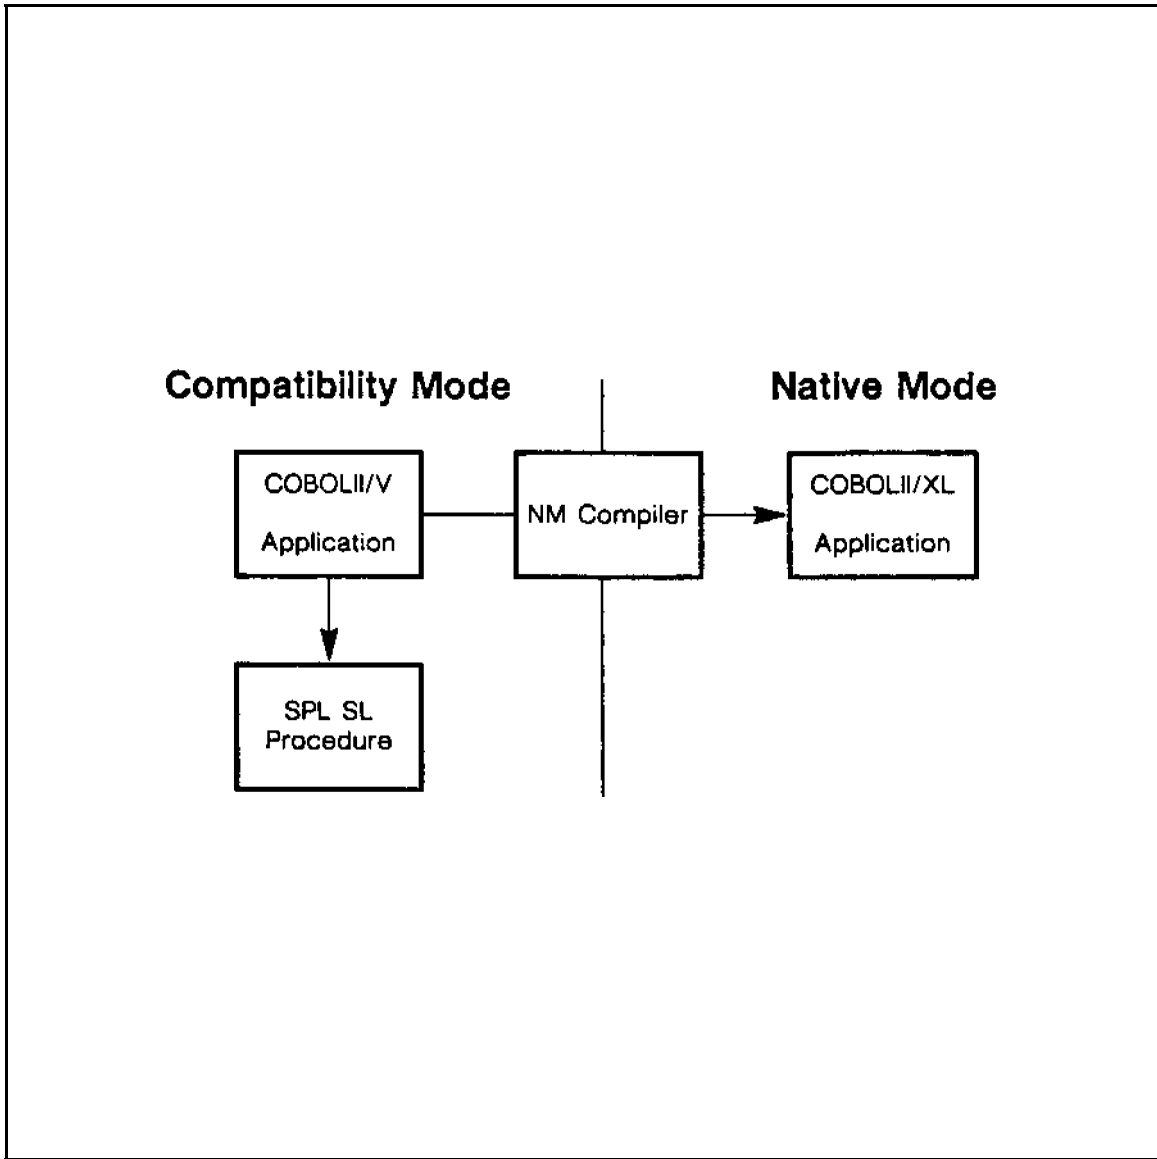 Compatibility Mode
Native Mode
COBOLII/V
Application
NM Compiler
COBOLII/XL
Application
SPL SL
Procedure